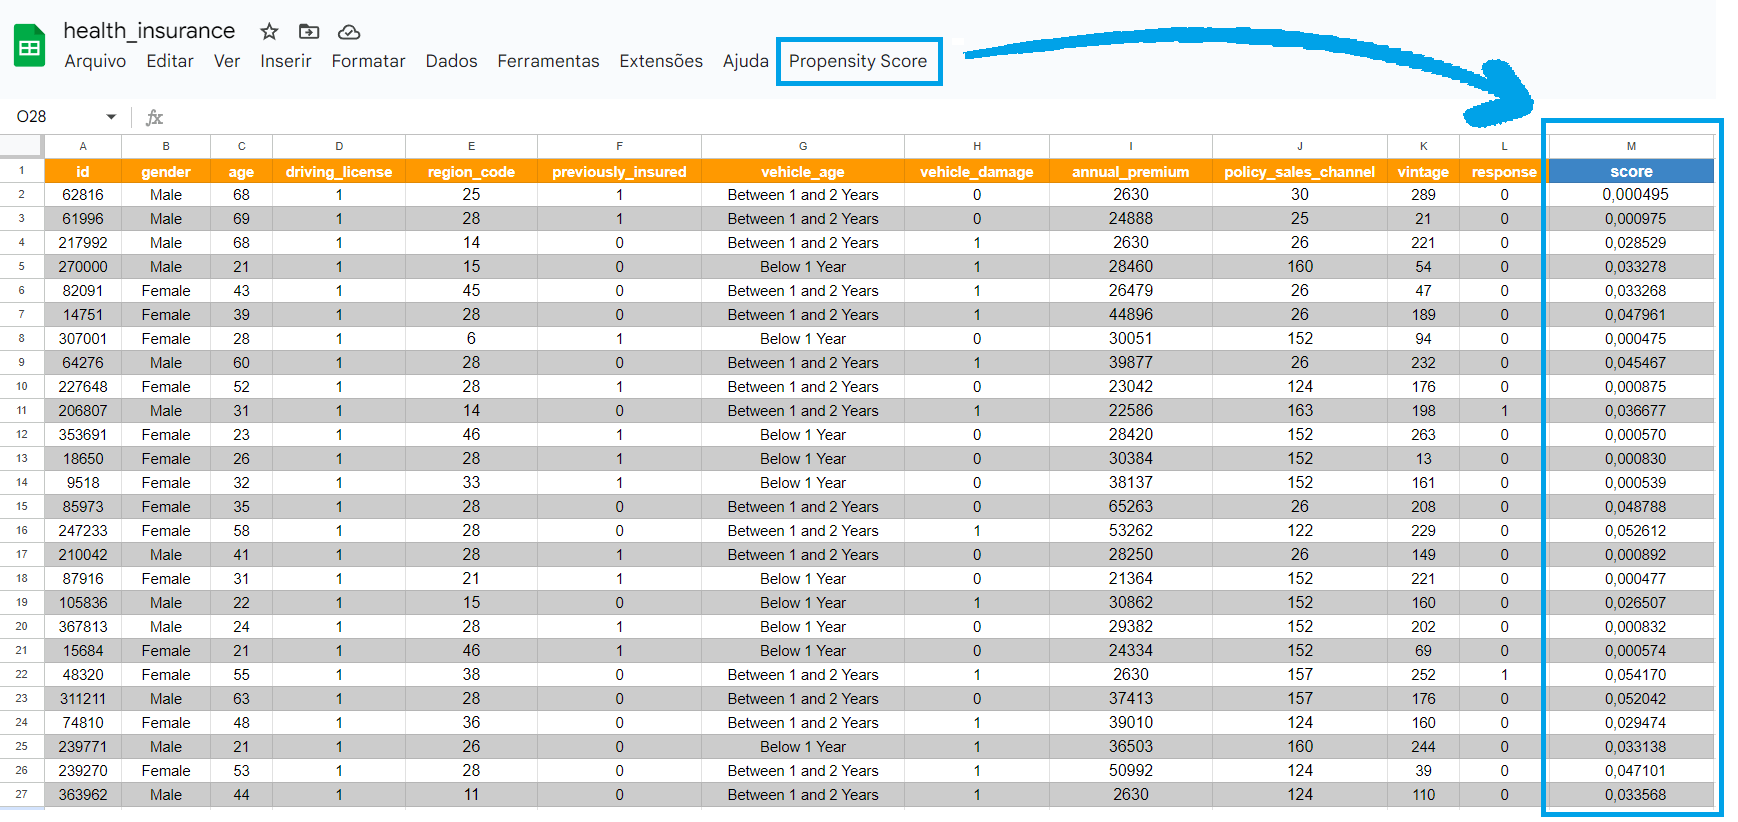 health_insurance
Arquivo Editar Ver Inserir Formatar Dados Ferramentas Extensões Ajuda Propensity Score
O28 fx
A B C D E F G H I J K L M
1 id gender age driving_license region_code previously_insured vehicle_age vehicle_damage annual_premium policy_sales_channel vintage response score
2 62816 Male 68 1 25 1 Between 1 and 2 Years 0 2630 30 289 0 0,000495
3 61996 Male 69 1 28 1 Between 1 and 2 Years 0 24888 25 21 0 0,000975
4 217992 Male 68 1 14 0 Between 1 and 2 Years 1 2630 26 221 0 0,028529
5 270000 Male 21 1 15 0 Below 1 Year 1 28460 160 54 0 0,033278
6 82091 Female 43 1 45 0 Between 1 and 2 Years 1 26479 26 47 0 0,033268
7 14751 Female 39 1 28 0 Between 1 and 2 Years 1 44896 26 189 0 0,047961
8 307001 Female 28 1 6 1 Below 1 Year 0 30051 152 94 0 0,000475
9 64276 Male 60 1 28 0 Between 1 and 2 Years 1 39877 26 232 0 0,045467
10 227648 Female 52 1 28 1 Between 1 and 2 Years 0 23042 124 176 0 0,000875
11 206807 Male 31 1 14 0 Between 1 and 2 Years 1 22586 163 198 1 0,036677
12 353691 Female 23 1 46 1 Below 1 Year 0 28420 152 263 0 0,000570
13 18650 Female 26 1 28 1 Below 1 Year 0 30384 152 13 0 0,000830
14 9518 Female 32 1 33 1 Below 1 Year 0 38137 152 161 0 0,000539
15 85973 Female 35 1 28 0 Between 1 and 2 Years 1 65263 26 208 0 0,048788
16 247233 Female 58 1 28 0 Between 1 and 2 Years 1 53262 122 229 0 0,052612
17 210042 Male 41 1 28 1 Between 1 and 2 Years 0 28250 26 149 0 0,000892
18 87916 Female 31 1 21 1 Below 1 Year 0 21364 152 221 0 0,000477
19 105836 Male 22 1 15 0 Below 1 Year 1 30862 152 160 0 0,026507
20 367813 Male 24 1 28 1 Below 1 Year 0 29382 152 202 0 0,000832
21 15684 Female 21 1 46 1 Below 1 Year 0 24334 152 69 0 0,000574
22 48320 Female 55 1 38 0 Between 1 and 2 Years 1 2630 157 252 1 0,054170
23 311211 Male 63 1 28 0 Between 1 and 2 Years 0 37413 157 176 0 0,052042
24 74810 Female 48 1 36 0 Between 1 and 2 Years 1 39010 124 160 0 0,029474
25 239771 Male 21 1 26 0 Below 1 Year 1 36503 160 244 0 0,033138
26 239270 Female 53 1 28 0 Between 1 and 2 Years 1 50992 124 39 0 0,047101
27 363962 Male 44 1 11 0 Between 1 and 2 Years 1 2630 124 110 0 0,033568